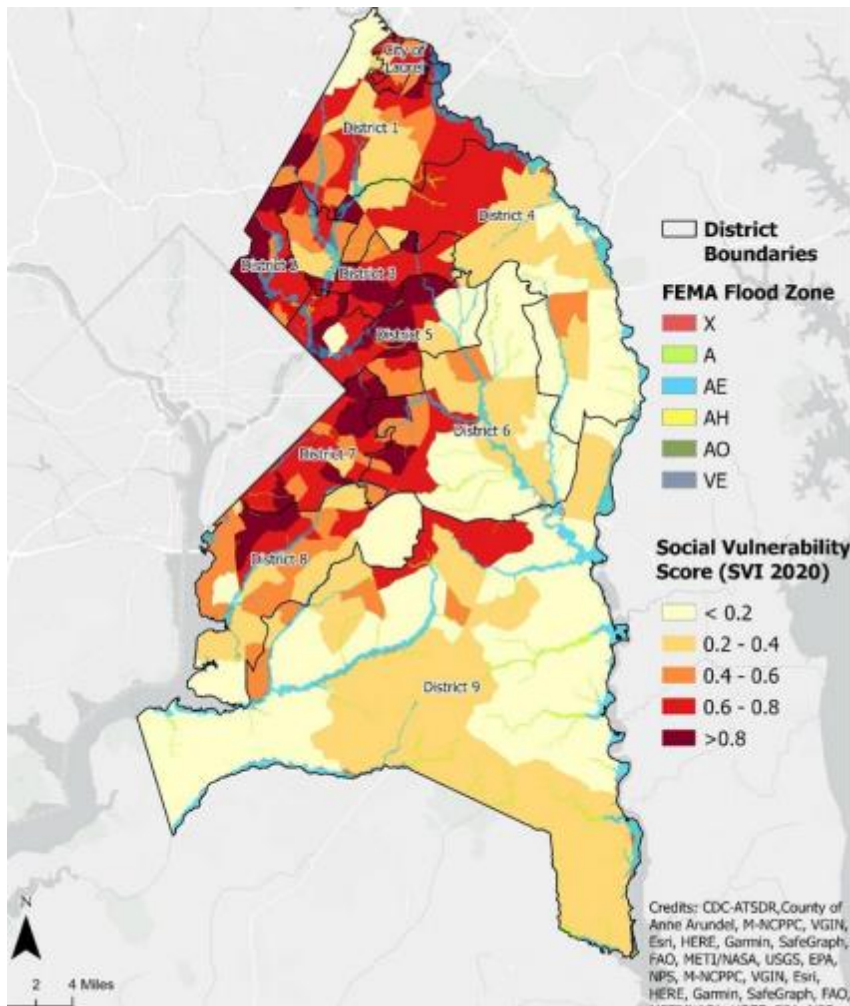 City of
Laurel
District 1
District 4
District 2
District 3
District 5
District 6
District 7
District 8
District 9
District
Boundaries
FEMA Flood Zone
X
A
AE
AH
AO
VE
Social Vulnerability
Score (SVI 2020)
< 0.2
0.2 - 0.4
0.4 - 0.6
0.6 - 0.8
>0.8
N
2 4 Miles
Credits: CDC-ATSDR,County of
Anne Arundel, M-NCPPC, VGIN,
Esri, HERE, Garmin, SafeGraph,
FAO, METI/NASA, USGS, EPA,
NPS, M-NCPPC, VGIN, Esri,
HERE, Garmin, SafeGraph, FAO,